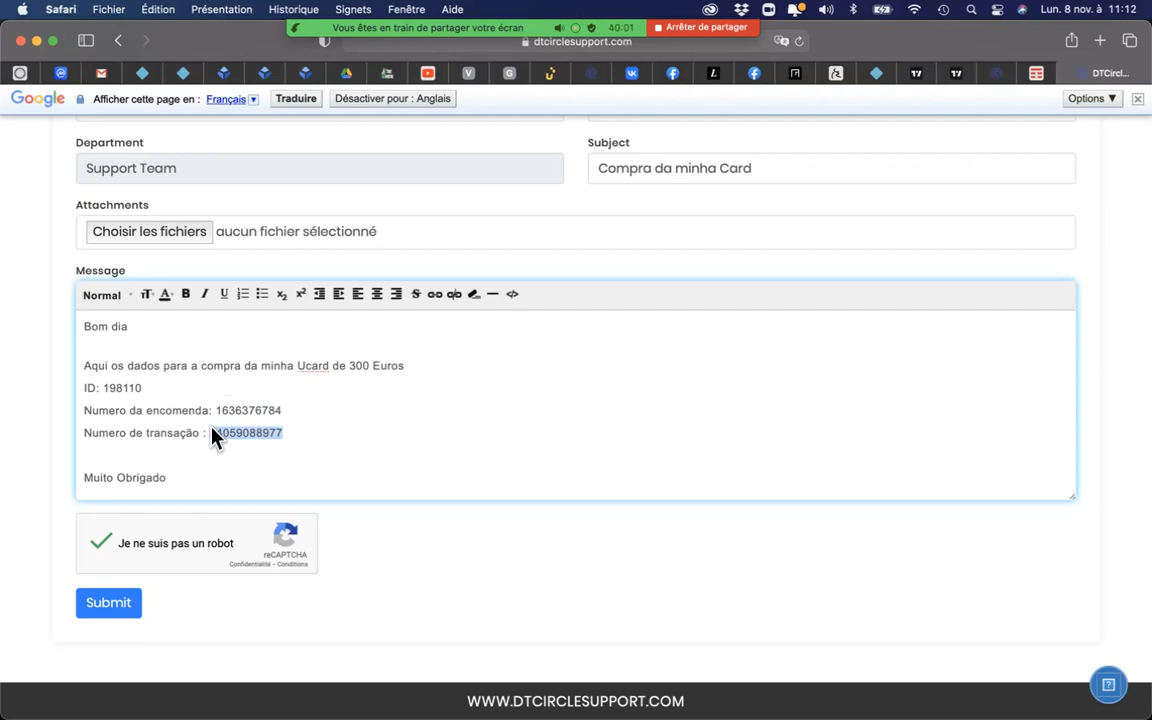 Safari Fichier Édition Présentation Historique Signets Fenêtre Aide Lun. 8 nov. à 11:12
Vous êtes en train de partager votre écran 40:01 Arrêter de partager
dtcirclesupport.com
DTCircl...
Google Afficher cette page en : Français Traduire Désactiver pour : Anglais Options ▼
Department Subject
Support Team Compra da minha Card
Attachments
Choisir les fichiers aucun fichier sélectionné
Message
Normal
Bom dia
Aqui os dados para a compra da minha Ucard de 300 Euros
ID: 198110
Numero da encomenda: 1636376784
Numero de transação :
Muito Obrigado
Je ne suis pas un robot
reCAPTCHA
Confidentialité - Conditions
Submit
WWW.DTCIRCLESUPPORT.COM